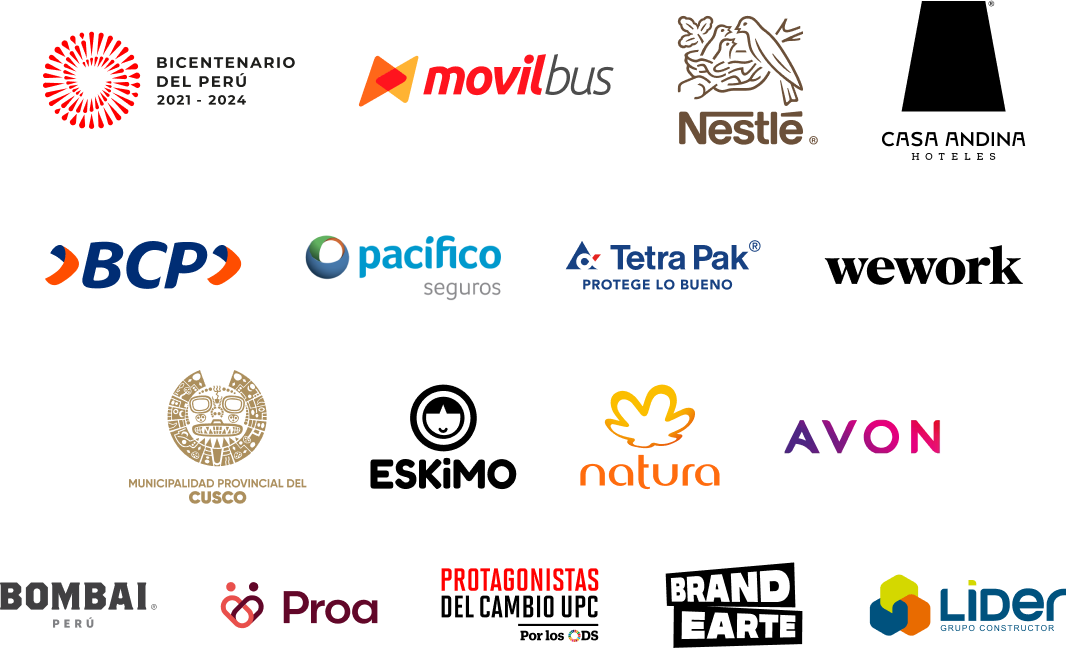 BICENTENARIO
DEL PERÚ
2021 - 2024
movilbus
Nestlé ®
®
CASA ANDINA
HOTELES
BCP
pacifico
seguros
Tetra Pak®
PROTEGE LO BUENO
wework
MUNICIPALIDAD PROVINCIAL DEL
CUSCO
ESKiMO
natura
AVON
BOMBAI®
PERÚ
Proa
PROTAGONISTAS
DEL CAMBIO UPC
Por los ODS
BRAND
EARTE
LiDer
GRUPO CONSTRUCTOR